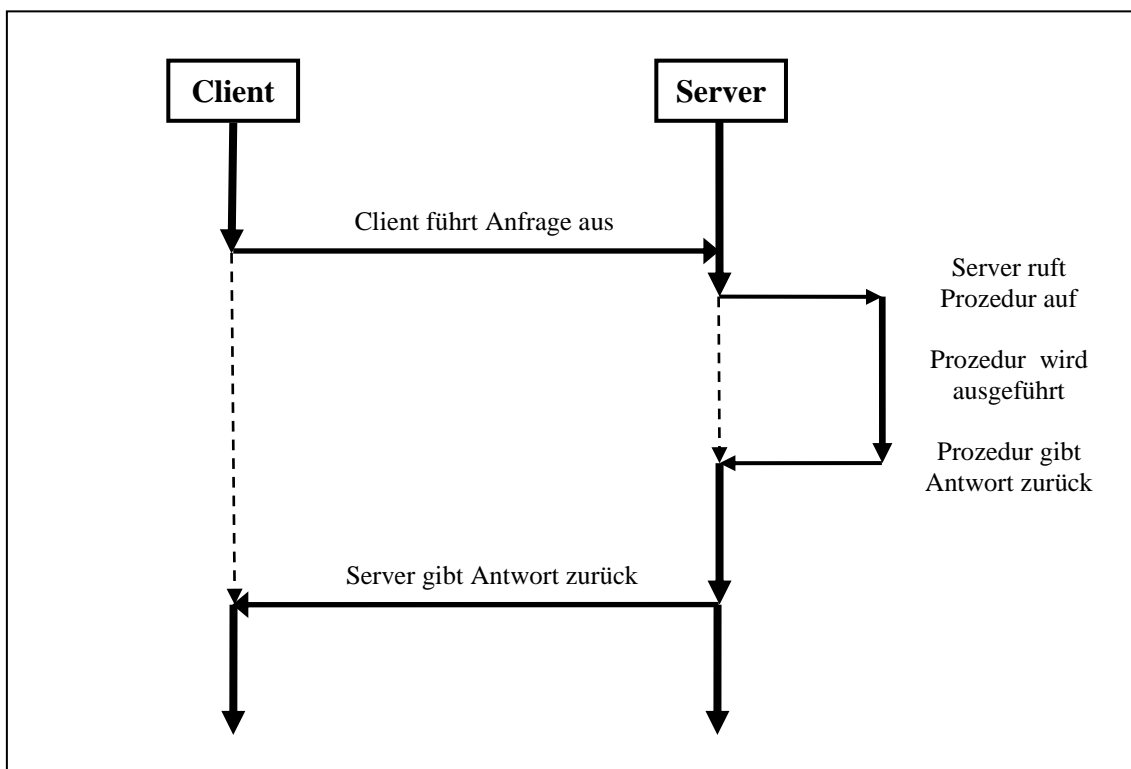 Client
Server
Client führt Anfrage aus
Server ruft
Prozedur auf
Prozedur wird
ausgeführt
Prozedur gibt
Antwort zurück
Server gibt Antwort zurück